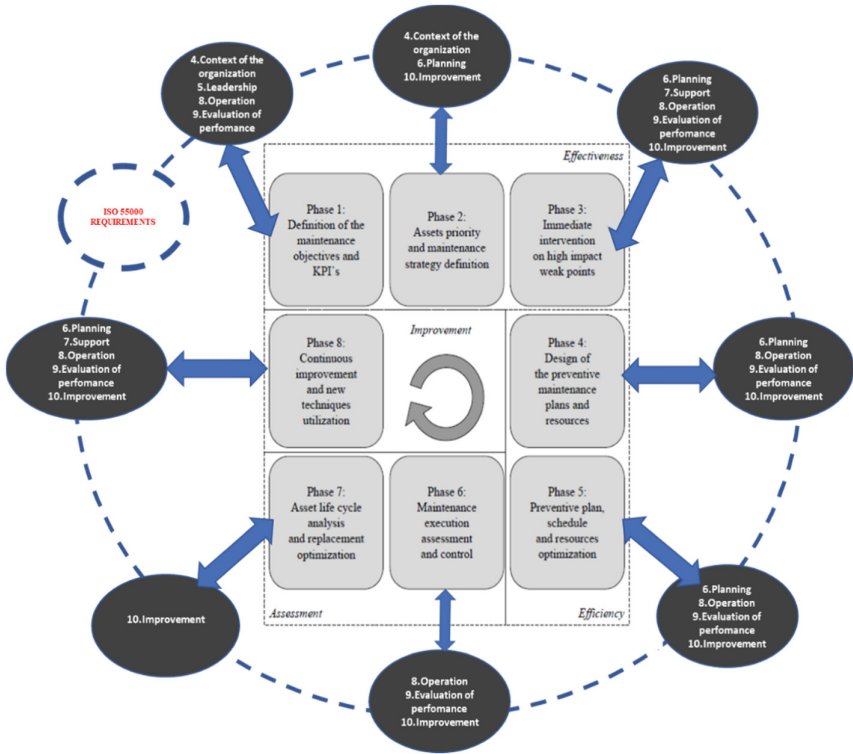 4.Context of the
organization
6.Planning
10.Improvement
4.Context of the
organization
5.Leadership
8.Operation
9.Evaluation of
perfomance
6.Planning
7.Support
8.Operation
9.Evaluation of
perfomance
10.Improvement
ISO 55000
REQUIREMENTS
Effectiveness
Phase 1:
Definition of the
maintenance
objectives and
KPI's
Phase 2:
Assets priority
and maintenance
strategy definition
Phase 3:
Immediate
intervention
on high impact
weak points
6.Planning
7.Support
8.Operation
9.Evaluation of
perfomance
10.Improvement
Phase 8:
Continuous
improvement
and new
techniques
utilization
Improvement
Phase 4:
Design of
the preventive
maintenance
plans and
resources
6.Planning
8.Operation
9.Evaluation of
perfomance
10.Improvement
Phase 7:
Asset life cycle
analysis
and replacement
optimization
Phase 6:
Maintenance
execution
assessment
and control
Phase 5:
Preventive plan,
schedule
and resources
optimization
Assessment
Efficiency
10.Improvement
8.Operation
9.Evaluation of
perfomance
10.Improvement
6.Planning
8.Operation
9.Evaluation of
perfomance
10.Improvement